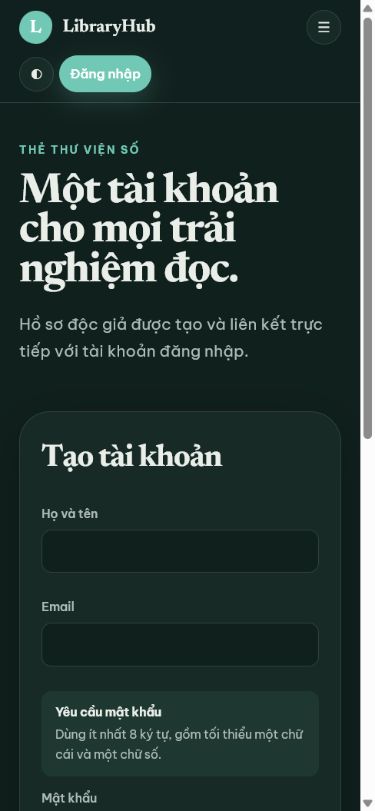 L LibraryHub
Đăng nhập
THẺ THƯ VIỆN SỐ
Một tài khoản
cho mọi trải
nghiệm đọc.
Hồ sơ độc giả được tạo và liên kết trực
tiếp với tài khoản đăng nhập.
Tạo tài khoản
Họ và tên
Email
Yêu cầu mật khẩu
Dùng ít nhất 8 ký tự, gồm tối thiểu một chữ
cái và một chữ số.
Mật khẩu